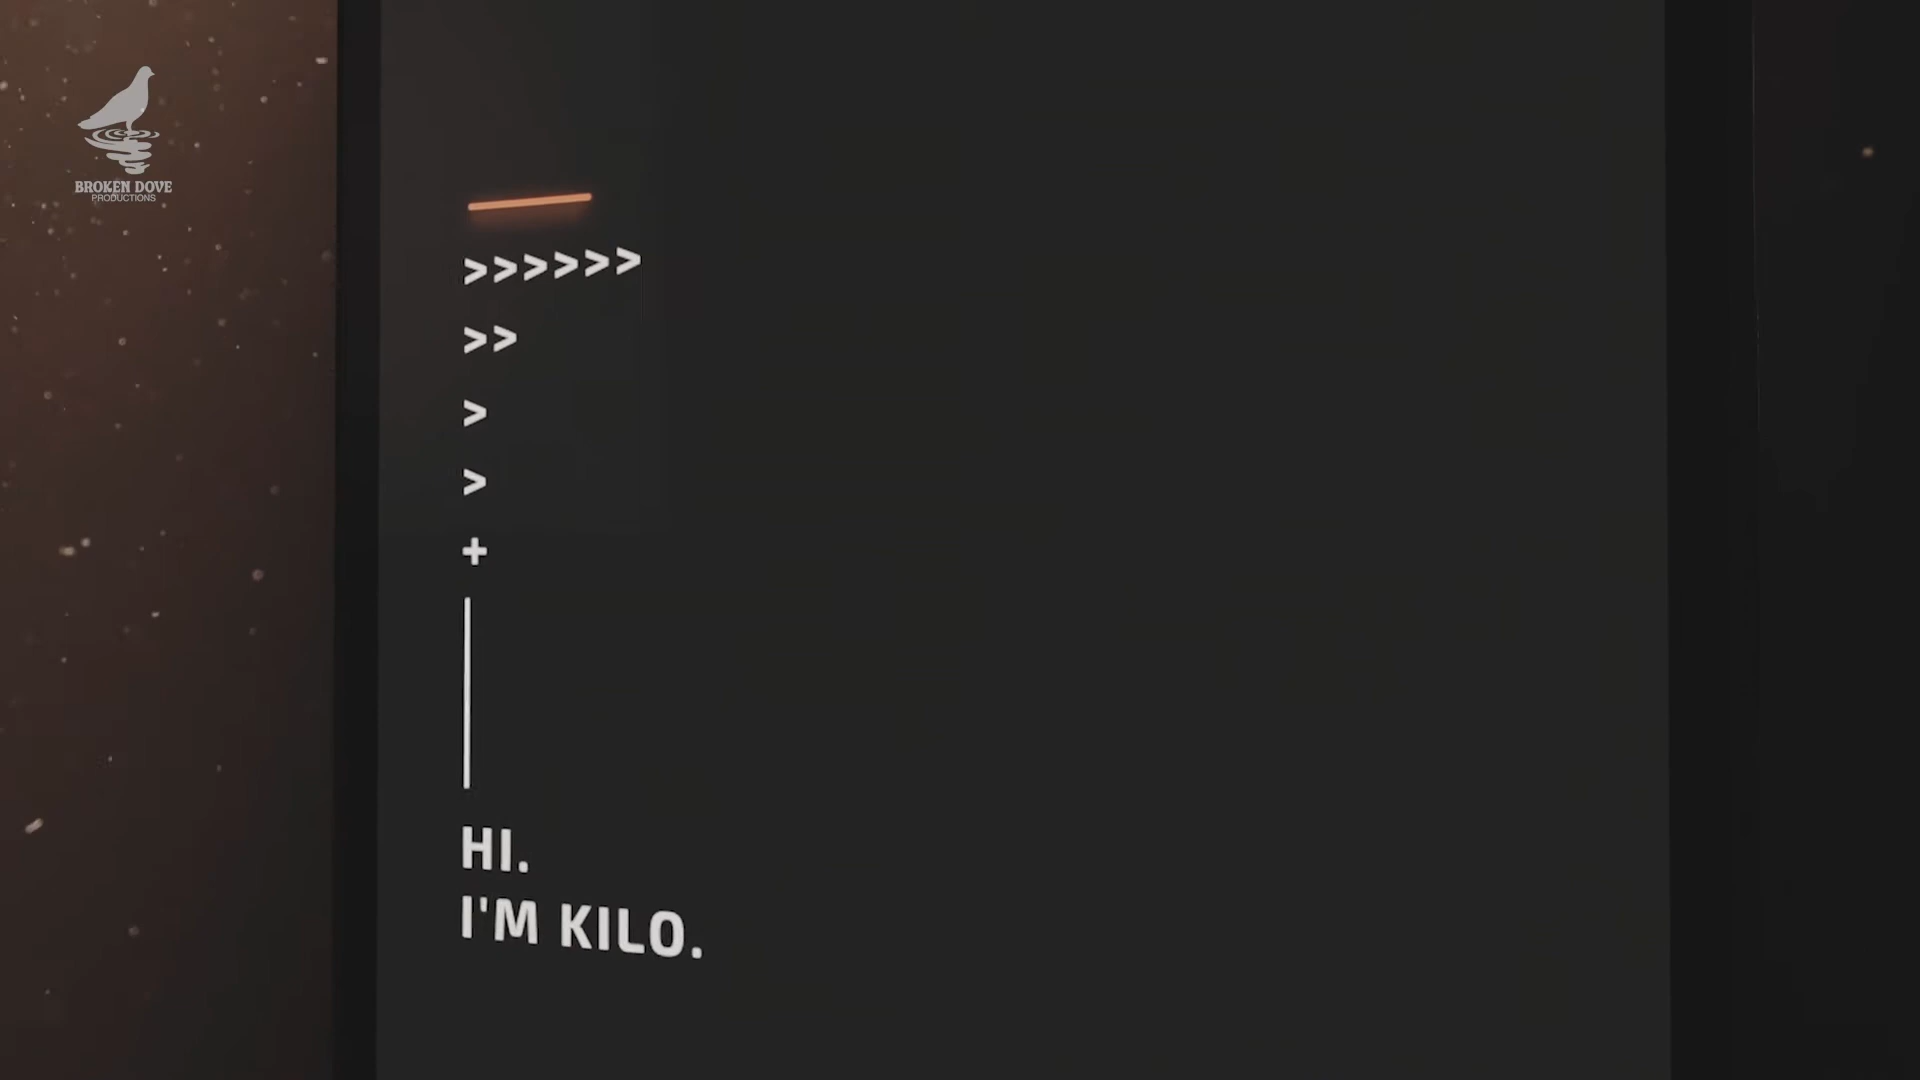 BROKEN DOVE
PRODUCTIONS
>>>>>>
>>
>
>
+
HI.
I'M KILO.